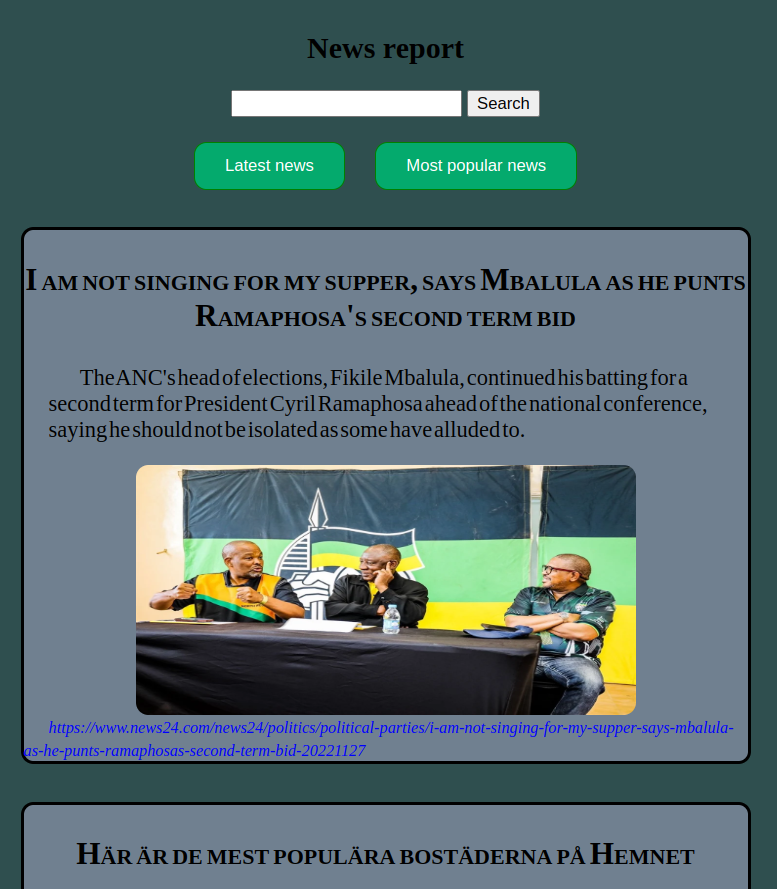 News report
Search
Latest news
Most popular news
I am not singing for my supper, says Mbalula as he punts
Ramaphosa's second term bid
The ANC's head of elections, Fikile Mbalula, continued his batting for a
second term for President Cyril Ramaphosa ahead of the national conference,
saying he should not be isolated as some have alluded to.
https://www.news24.com/news24/politics/political-parties/i-am-not-singing-for-my-supper-says-mbalula-
as-he-punts-ramaphosas-second-term-bid-20221127
Här är de mest populära bostäderna på Hemnet